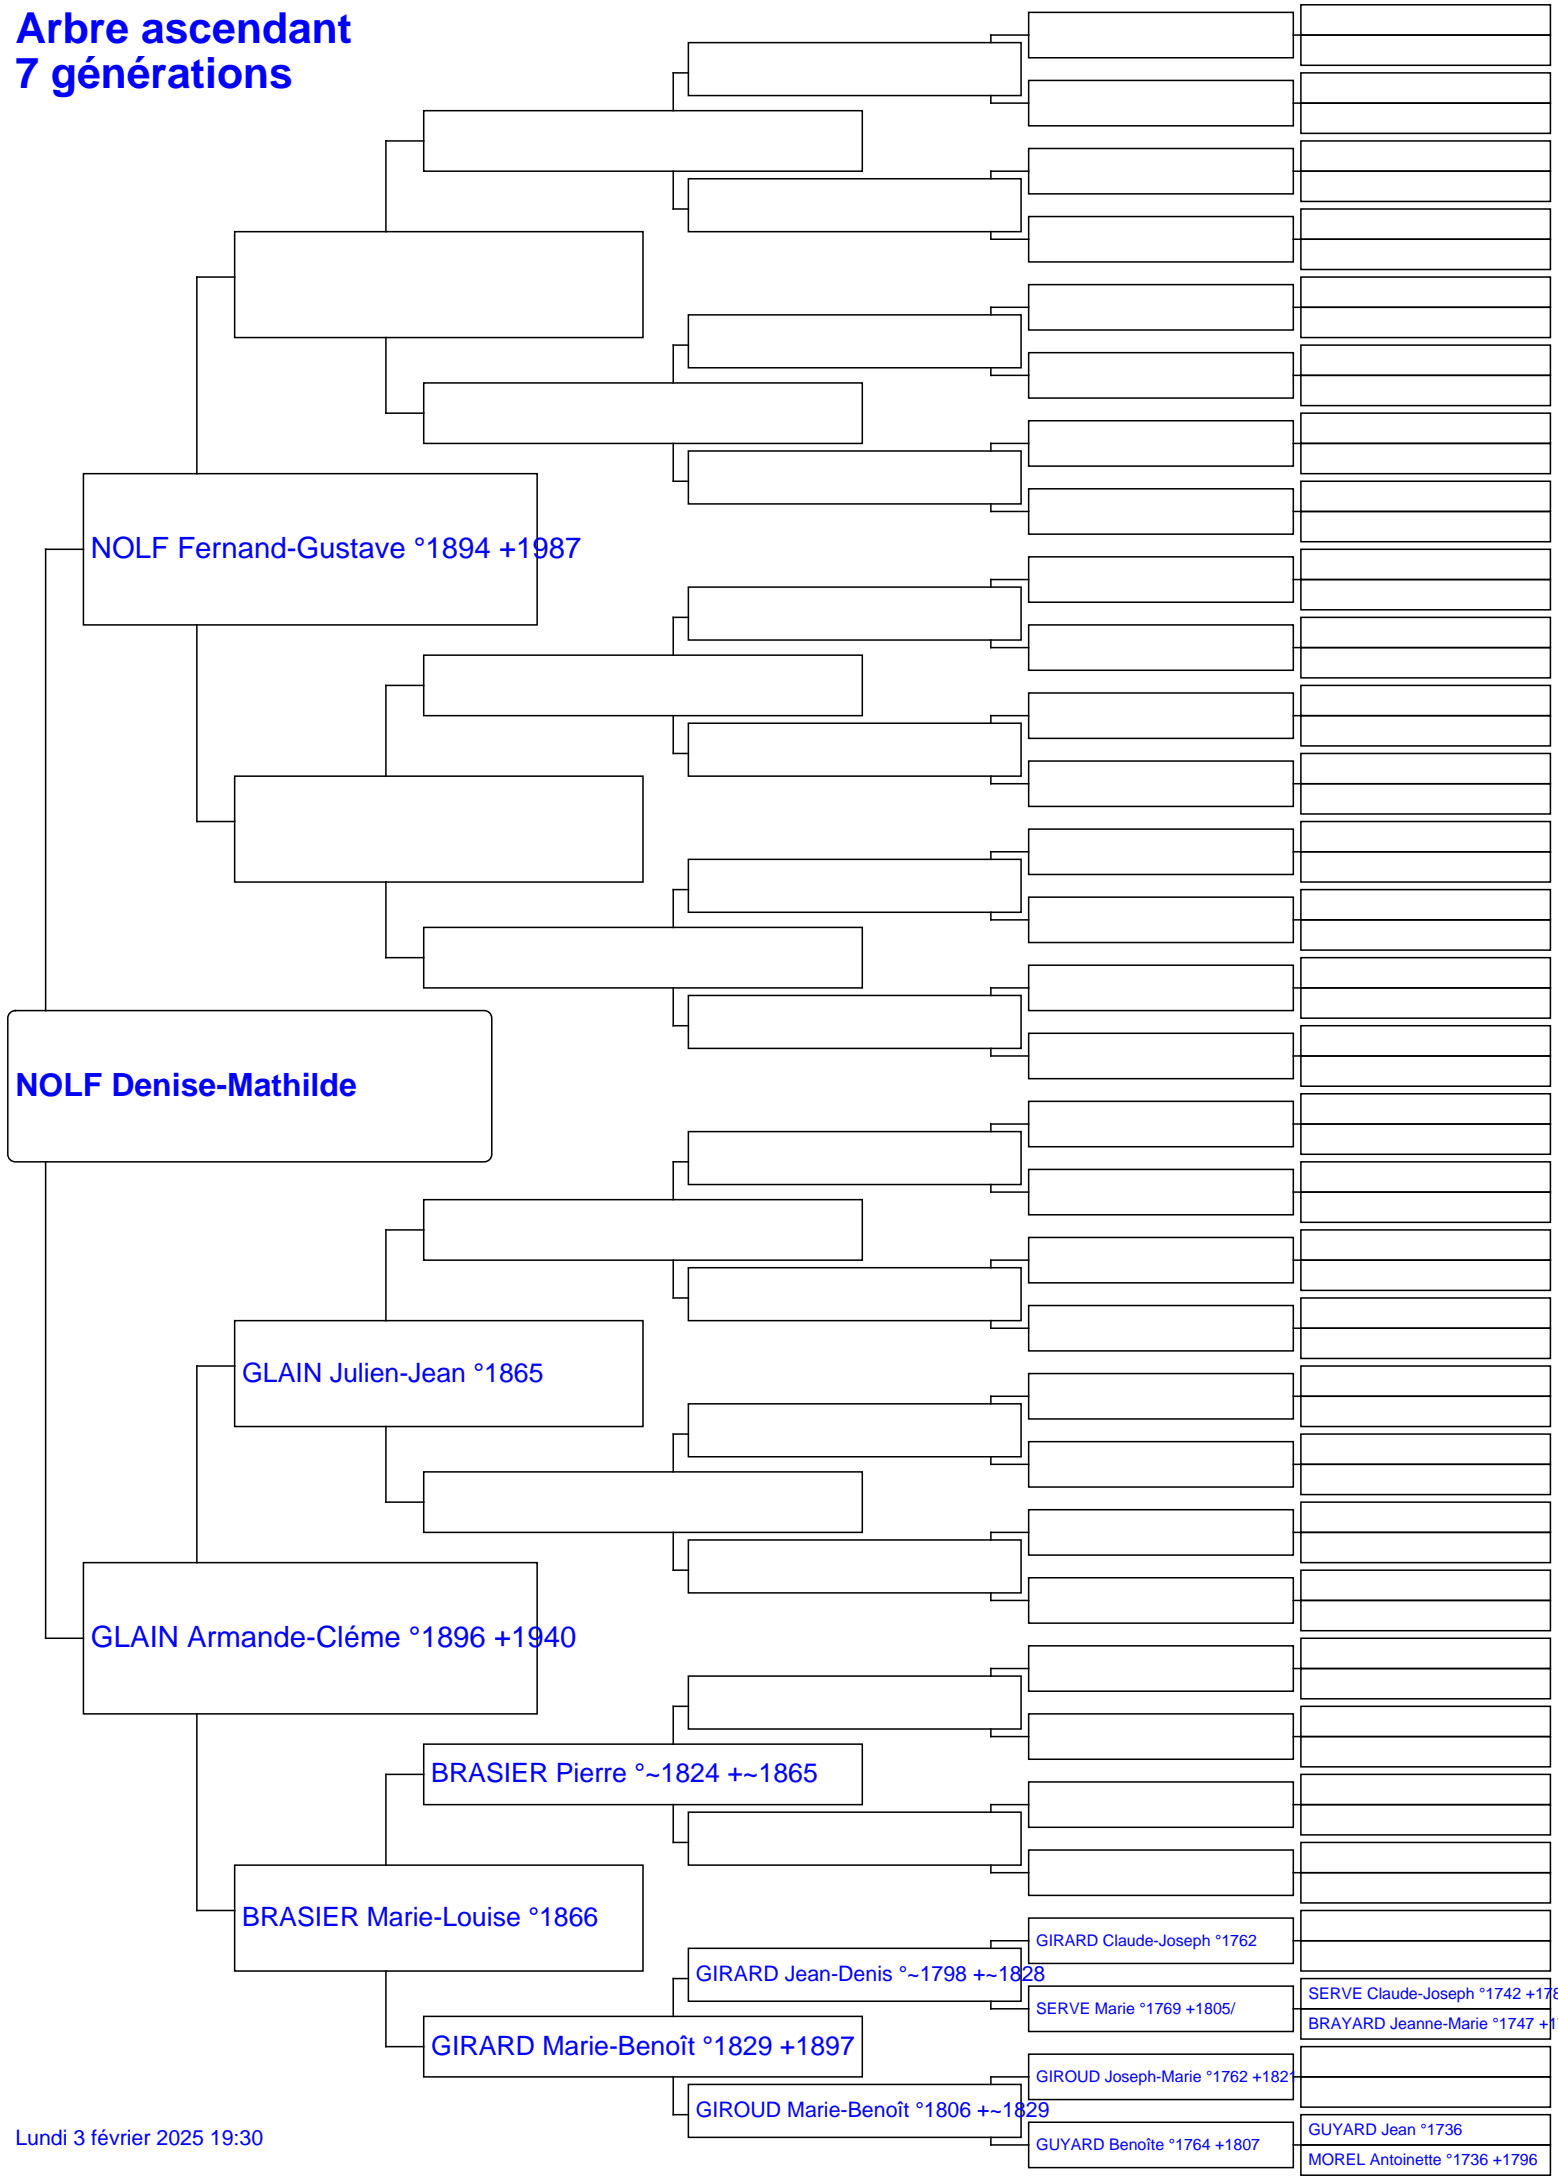 Arbre ascendant
7 générations
NOLF Fernand-Gustave °1894 +1987
NOLF Denise-Mathilde
GLAIN Julien-Jean °1865
GLAIN Armande-Cléme °1896 +1940
BRASIER Pierre °~1824 +~1865
BRASIER Marie-Louise °1866
GIRARD Claude-Joseph °1762
GIRARD Jean-Denis °~1798 +~1828
SERVE Claude-Joseph °1742
SERVE Marie °1769 +1805/
BRAYARD Jeanne-Marie °1747
GIRARD Marie-Benoît °1829 +1897
GIROUD Joseph-Marie °1762 +1821
GIROUD Marie-Benoît °1806 +~1829
GUYARD Jean °1736
GUYARD Benoîte °1764 +1807
MOREL Antoinette °1736 +1796
Lundi 3 février 2025 19:30